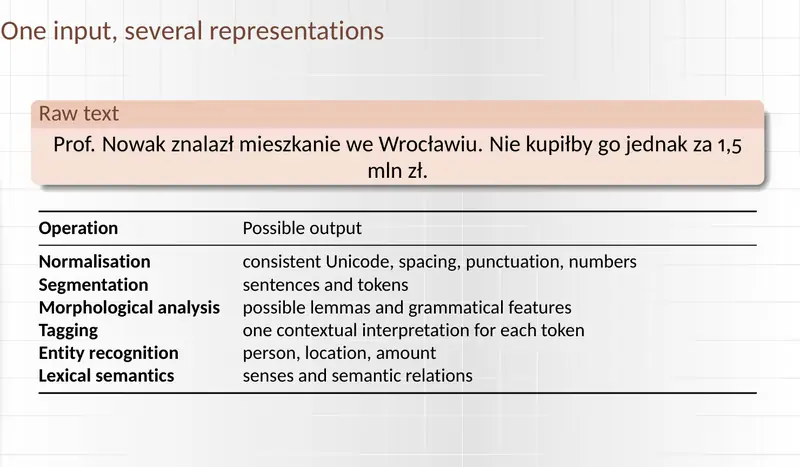 One input, several representations
Raw text
Prof. Nowak znalazł mieszkanie we Wrocławiu. Nie kupiłby go jednak za 1,5
mln zł.
Operation Possible output
Normalisation consistent Unicode, spacing, punctuation, numbers
Segmentation sentences and tokens
Morphological analysis possible lemmas and grammatical features
Tagging one contextual interpretation for each token
Entity recognition person, location, amount
Lexical semantics senses and semantic relations